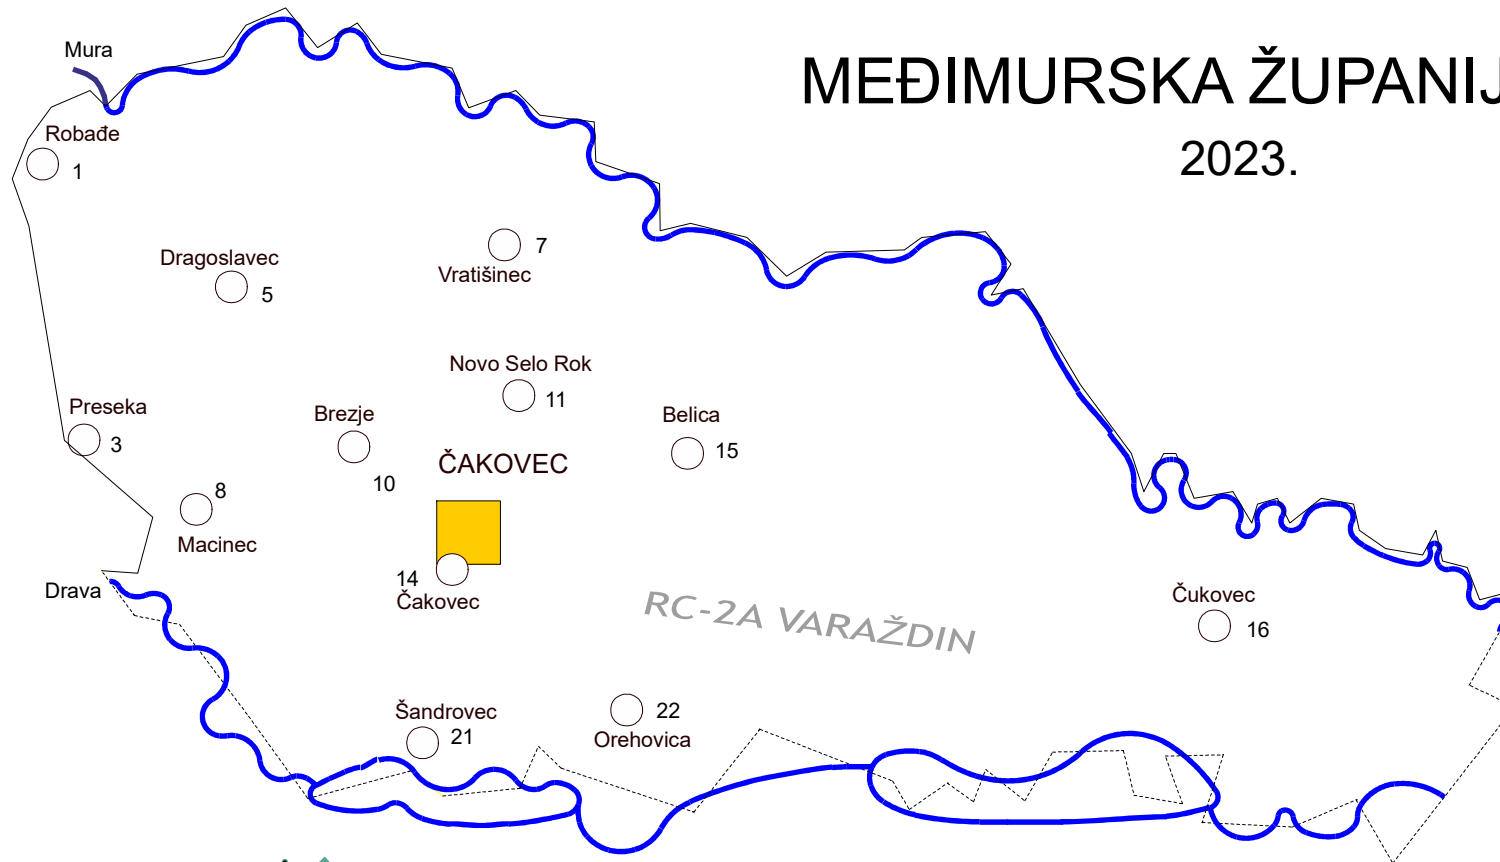 MEĐIMURSKA ŽUPANIJ
2023.
Mura
Robađe
1
Dragoslavec
5
7
Vratišinec
Novo Selo Rok
11
Preseka
3
Brezje
10
Belica
15
ČAKOVEC
8
Macinec
14
Čakovec
Drava
RC-2A VARAŽDIN
Čukovec
16
Šandrovec
21
22
Orehovica